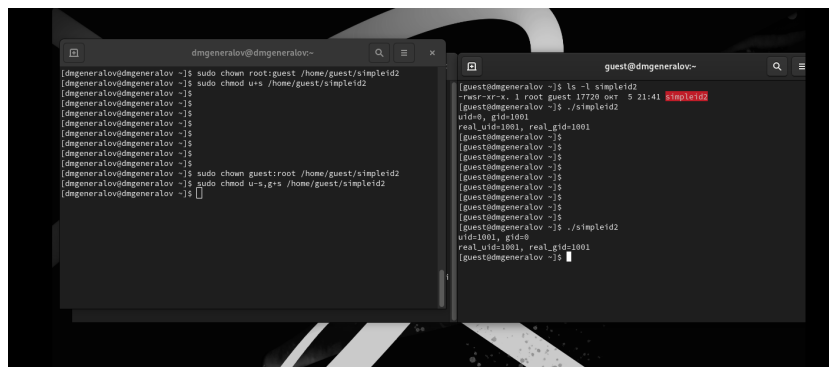 dmgeneralov@dmgeneralov:~
[dmgeneralov@dmgeneralov ~]$ sudo chown root:guest /home/guest/simpleid2
[dmgeneralov@dmgeneralov ~]$ sudo chmod u+s /home/guest/simpleid2
[dmgeneralov@dmgeneralov ~]$
[dmgeneralov@dmgeneralov ~]$
[dmgeneralov@dmgeneralov ~]$
[dmgeneralov@dmgeneralov ~]$
[dmgeneralov@dmgeneralov ~]$
[dmgeneralov@dmgeneralov ~]$
[dmgeneralov@dmgeneralov ~]$
[dmgeneralov@dmgeneralov ~]$
[dmgeneralov@dmgeneralov ~]$ sudo chown guest:root /home/guest/simpleid2
[dmgeneralov@dmgeneralov ~]$ sudo chmod u-s,g+s /home/guest/simpleid2
[dmgeneralov@dmgeneralov ~]$
guest@dmgeneralov:~
[guest@dmgeneralov ~]$ ls -l simpleid2
-rwsr-xr-x. 1 root guest 17720 окт  5 21:41 simpleid2
[guest@dmgeneralov ~]$ ./simpleid2
uid=0, gid=1001
real_uid=1001, real_gid=1001
[guest@dmgeneralov ~]$
[guest@dmgeneralov ~]$
[guest@dmgeneralov ~]$
[guest@dmgeneralov ~]$
[guest@dmgeneralov ~]$
[guest@dmgeneralov ~]$
[guest@dmgeneralov ~]$
[guest@dmgeneralov ~]$
[guest@dmgeneralov ~]$
[guest@dmgeneralov ~]$ ./simpleid2
uid=1001, gid=0
real_uid=1001, real_gid=1001
[guest@dmgeneralov ~]$